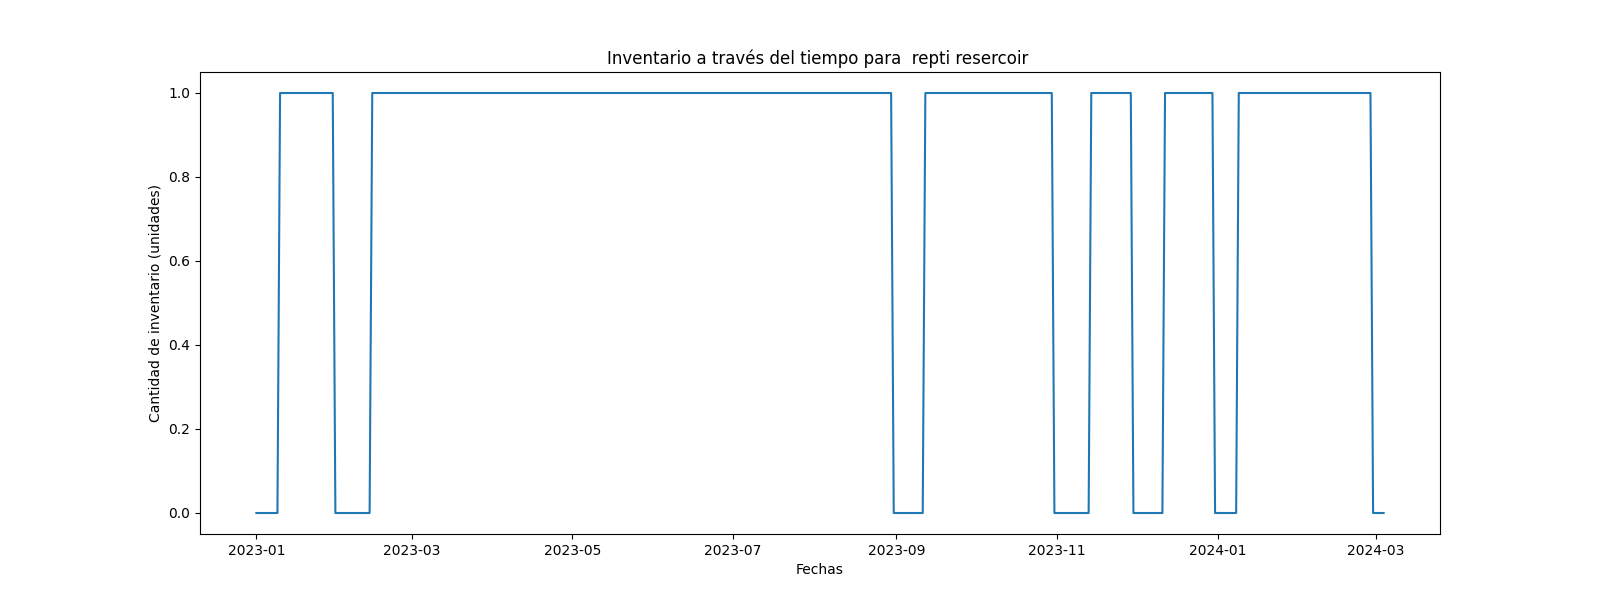 Inventario a través del tiempo para  repti resercoir
Cantidad de inventario (unidades)
1.0
0.8
0.6
0.4
0.2
0.0
2023-01 2023-03 2023-05 2023-07 2023-09 2023-11 2024-01 2024-03
Fechas